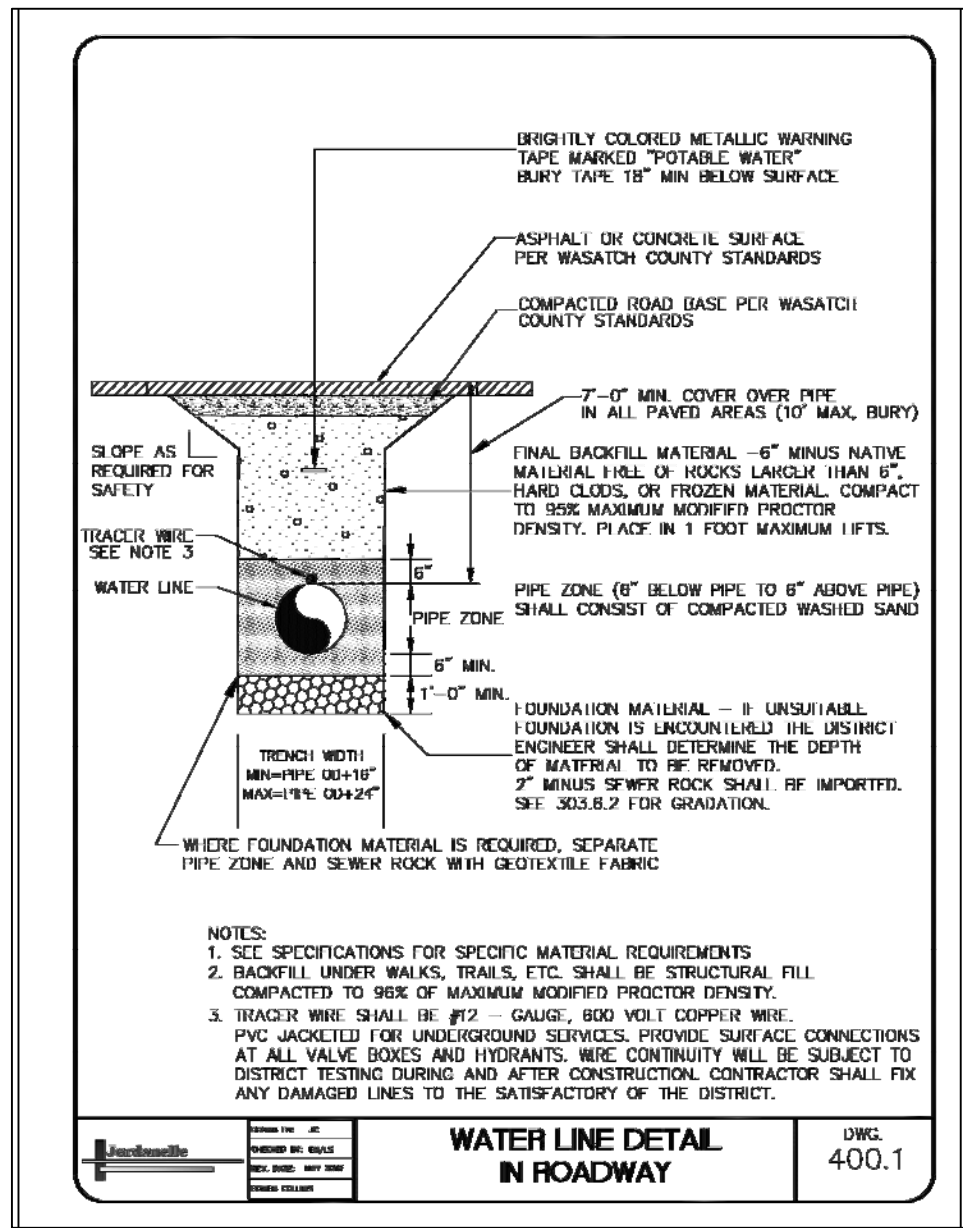 BRIGHTLY COLORED METALLIC WARNING
TAPE MARKED "POTABLE WATER"
BURY TAPE 18" MIN BELOW SURFACE
ASPHALT OR CONCRETE SURFACE
PER WASATCH COUNTY STANDARDS
COMPACTED ROAD BASE PER WASATCH
COUNTY STANDARDS
7'-0" MIN. COVER OVER PIPE
IN ALL PAVED AREAS (10" MAX, BURY)
SLOPE AS
REQUIRED FOR
SAFETY
FINAL BACKFILL MATERIAL -6" MINUS NATIVE
MATERIAL FREE OF ROCKS LARGER THAN 6",
HARD CLODS, OR FROZEN MATERIAL. COMPACT
TO 95% MAXIMUM MODIFIED PROCTOR
DENSITY. PLACE IN 1 FOOT MAXIMUM LIFTS.
TRACER WIRE
SEE NOTE 3
WATER LINE
6"
PIPE ZONE
6" MIN.
1'-0" MIN.
PIPE ZONE (6" BELOW PIPE TO 6" ABOVE PIPE)
SHALL CONSIST OF COMPACTED WASHED SAND
FOUNDATION MATERIAL - IF UNSUITABLE
FOUNDATION IS ENCOUNTERED THE DISTRICT
ENGINEER SHALL DETERMINE THE DEPTH
OF MATERIAL TO BE REMOVED.
2" MINUS SEWER ROCK SHALL BE IMPORTED.
SEE 303.6.2 FOR GRADATION.
TRENCH WIDTH
MIN=PIPE OD+18"
MAX=PIPE OD+24"
WHERE FOUNDATION MATERIAL IS REQUIRED, SEPARATE
PIPE ZONE AND SEWER ROCK WITH GEOTEXTILE FABRIC
NOTES:
1. SEE SPECIFICATIONS FOR SPECIFIC MATERIAL REQUIREMENTS
2. BACKFILL UNDER WALKS, TRAILS, ETC. SHALL BE STRUCTURAL FILL
COMPACTED TO 96% OF MAXIMUM MODIFIED PROCTOR DENSITY.
3. TRACER WIRE SHALL BE #12 - GAUGE, 600 VOLT COPPER WIRE.
PVC JACKETED FOR UNDERGROUND SERVICES. PROVIDE SURFACE CONNECTIONS
AT ALL VALVE BOXES AND HYDRANTS. WIRE CONTINUITY WILL BE SUBJECT TO
DISTRICT TESTING DURING AND AFTER CONSTRUCTION. CONTRACTOR SHALL FIX
ANY DAMAGED LINES TO THE SATISFACTORY OF THE DISTRICT.
Jordanelle
CHECKED BY:
REV. DATE: MAY
WATER LINE DETAIL
IN ROADWAY
DWG.
400.1